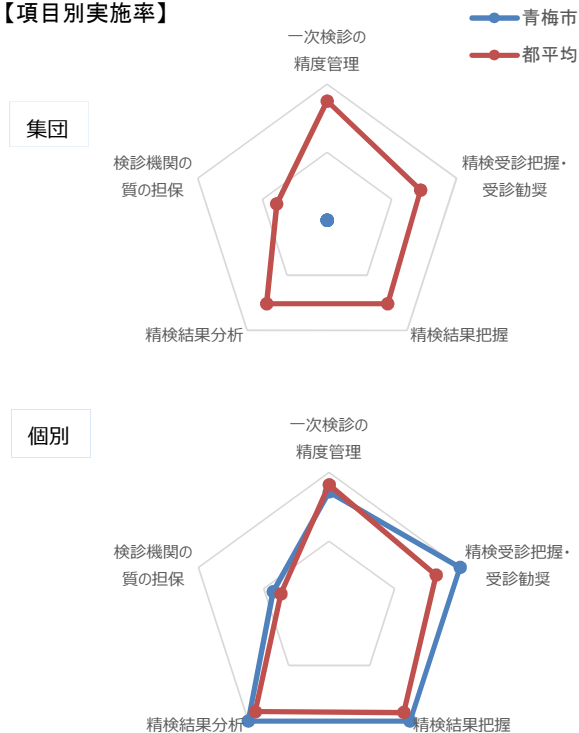 【項目別実施率】
青梅市
都平均
集団
一次検診の
精度管理
精検受診把握・
受診勧奨
精検結果把握
精検結果分析
検診機関の
質の担保
個別
一次検診の
精度管理
精検受診把握・
受診勧奨
精検結果把握
精検結果分析
検診機関の
質の担保